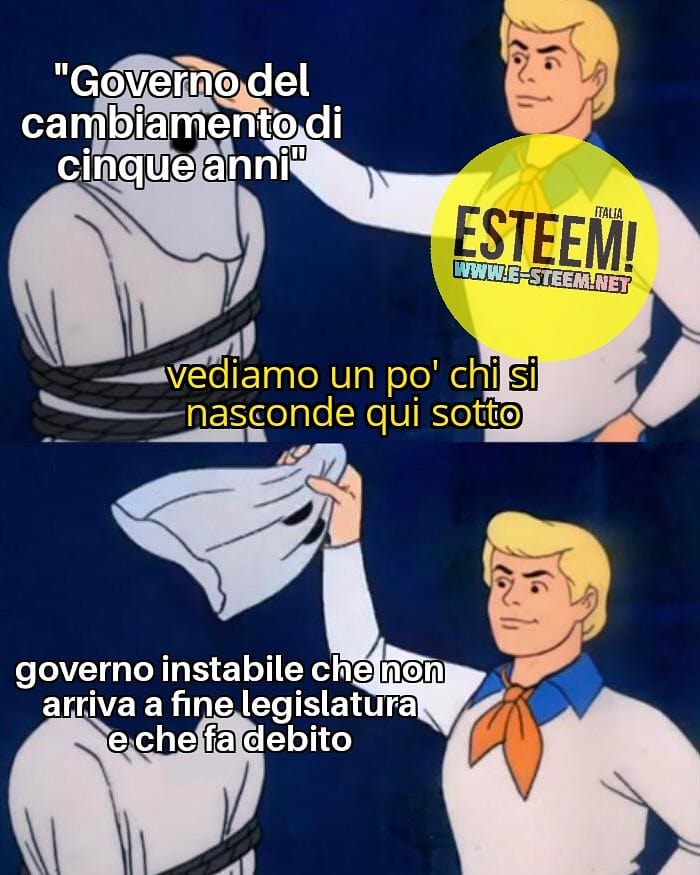 "Governo del
cambiamento di
cinque anni"
ITALIA
ESTEEM!
WWW.E-STEEM.NET
vediamo un po' chi si
nasconde qui sotto
governo instabile che non
arriva a fine legislatura
e che fa debito